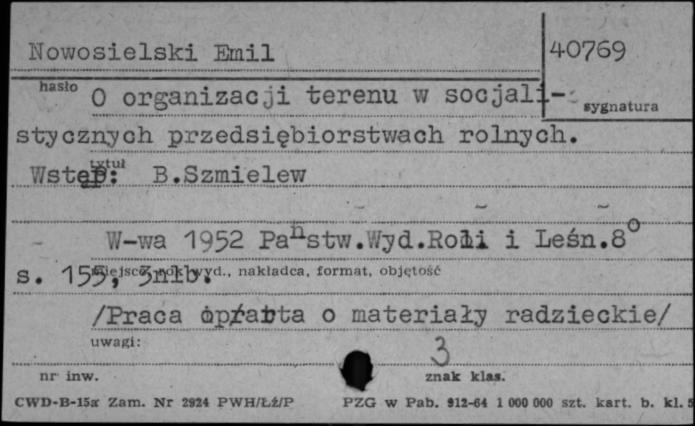 Nowosielski Emil 40769
hasło
O organizacji terenu w socjali- sygnatura
stycznych przedsiębiorstwach rolnych.
tytuł
Wstęp: B.Szmielew
W-wa 1952 Państw.Wyd.Roli i Leśn.8°
miejsce, rok wyd., nakładca, format, objętość
s. 155, 3nlb.
/Praca oparta o materiały radzieckie/
uwagi:
3
nr inw. znak klas.
CWD-B-15a Zam. Nr 2924 PWH/Łź/P PZG w Pab. 912-64 1 000 000 szt. kart. b. kl. 5